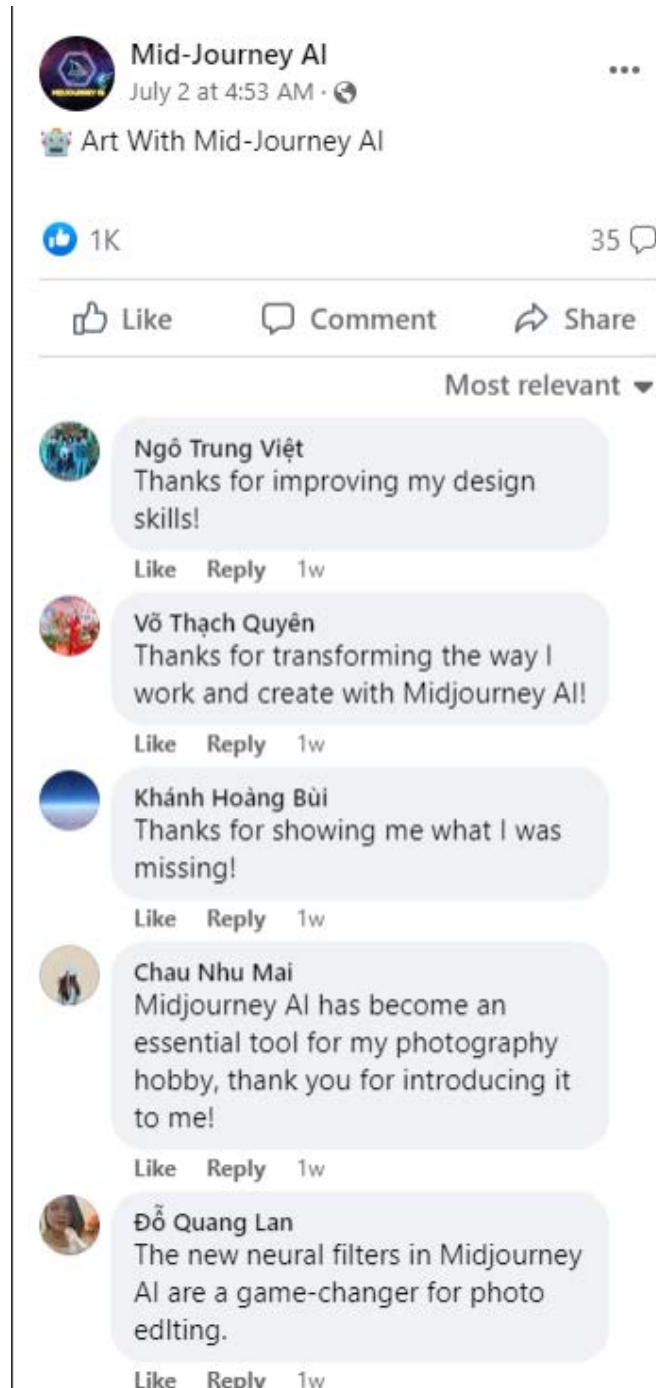 Mid-Journey AI
July 2 at 4:53 AM ·
Art With Mid-Journey AI
1K
35
Like
Comment
Share
Most relevant
Ngô Trung Việt
Thanks for improving my design
skills!
Like Reply 1w
Võ Thạch Quyên
Thanks for transforming the way I
work and create with Midjourney AI!
Like Reply 1w
Khánh Hoàng Bùi
Thanks for showing me what I was
missing!
Like Reply 1w
Chau Nhu Mai
Midjourney AI has become an
essential tool for my photography
hobby, thank you for introducing it
to me!
Like Reply 1w
Đỗ Quang Lan
The new neural filters in Midjourney
AI are a game-changer for photo
edlting.
Like Reply 1w